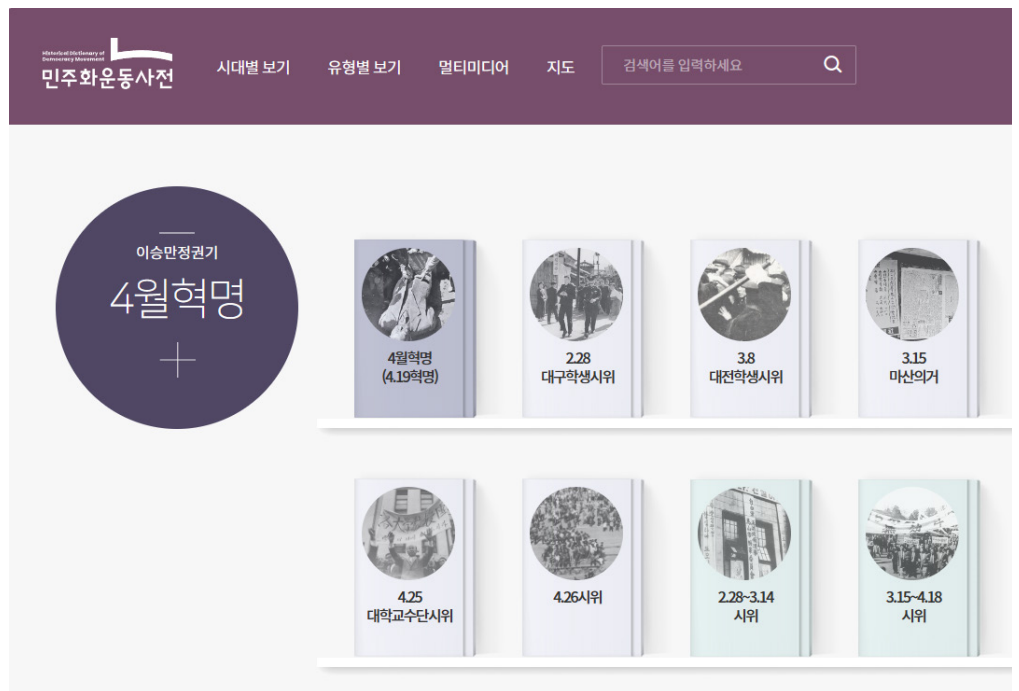 Historical Dictionary of
Democracy Movement
민주화운동사전
시대별 보기 유형별 보기 멀티미디어 지도 검색어를 입력하세요
이승만정권기
4월혁명
4월혁명
(4.19혁명)
2.28
대구학생시위
3.8
대전학생시위
3.15
마산의거
4.25
대학교수단시위
4.26시위
2.28~3.14
시위
3.15~4.18
시위